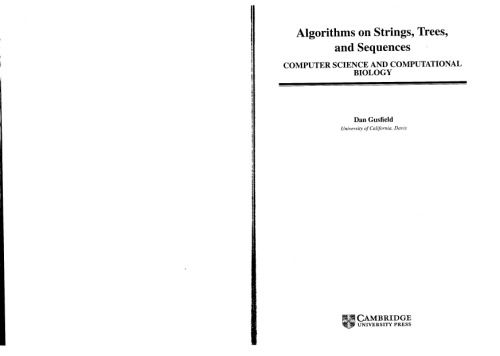 Algorithms on Strings, Trees,
and Sequences
COMPUTER SCIENCE AND COMPUTATIONAL
BIOLOGY
Dan Gusfield
University of California, Davis
CAMBRIDGE
UNIVERSITY PRESS